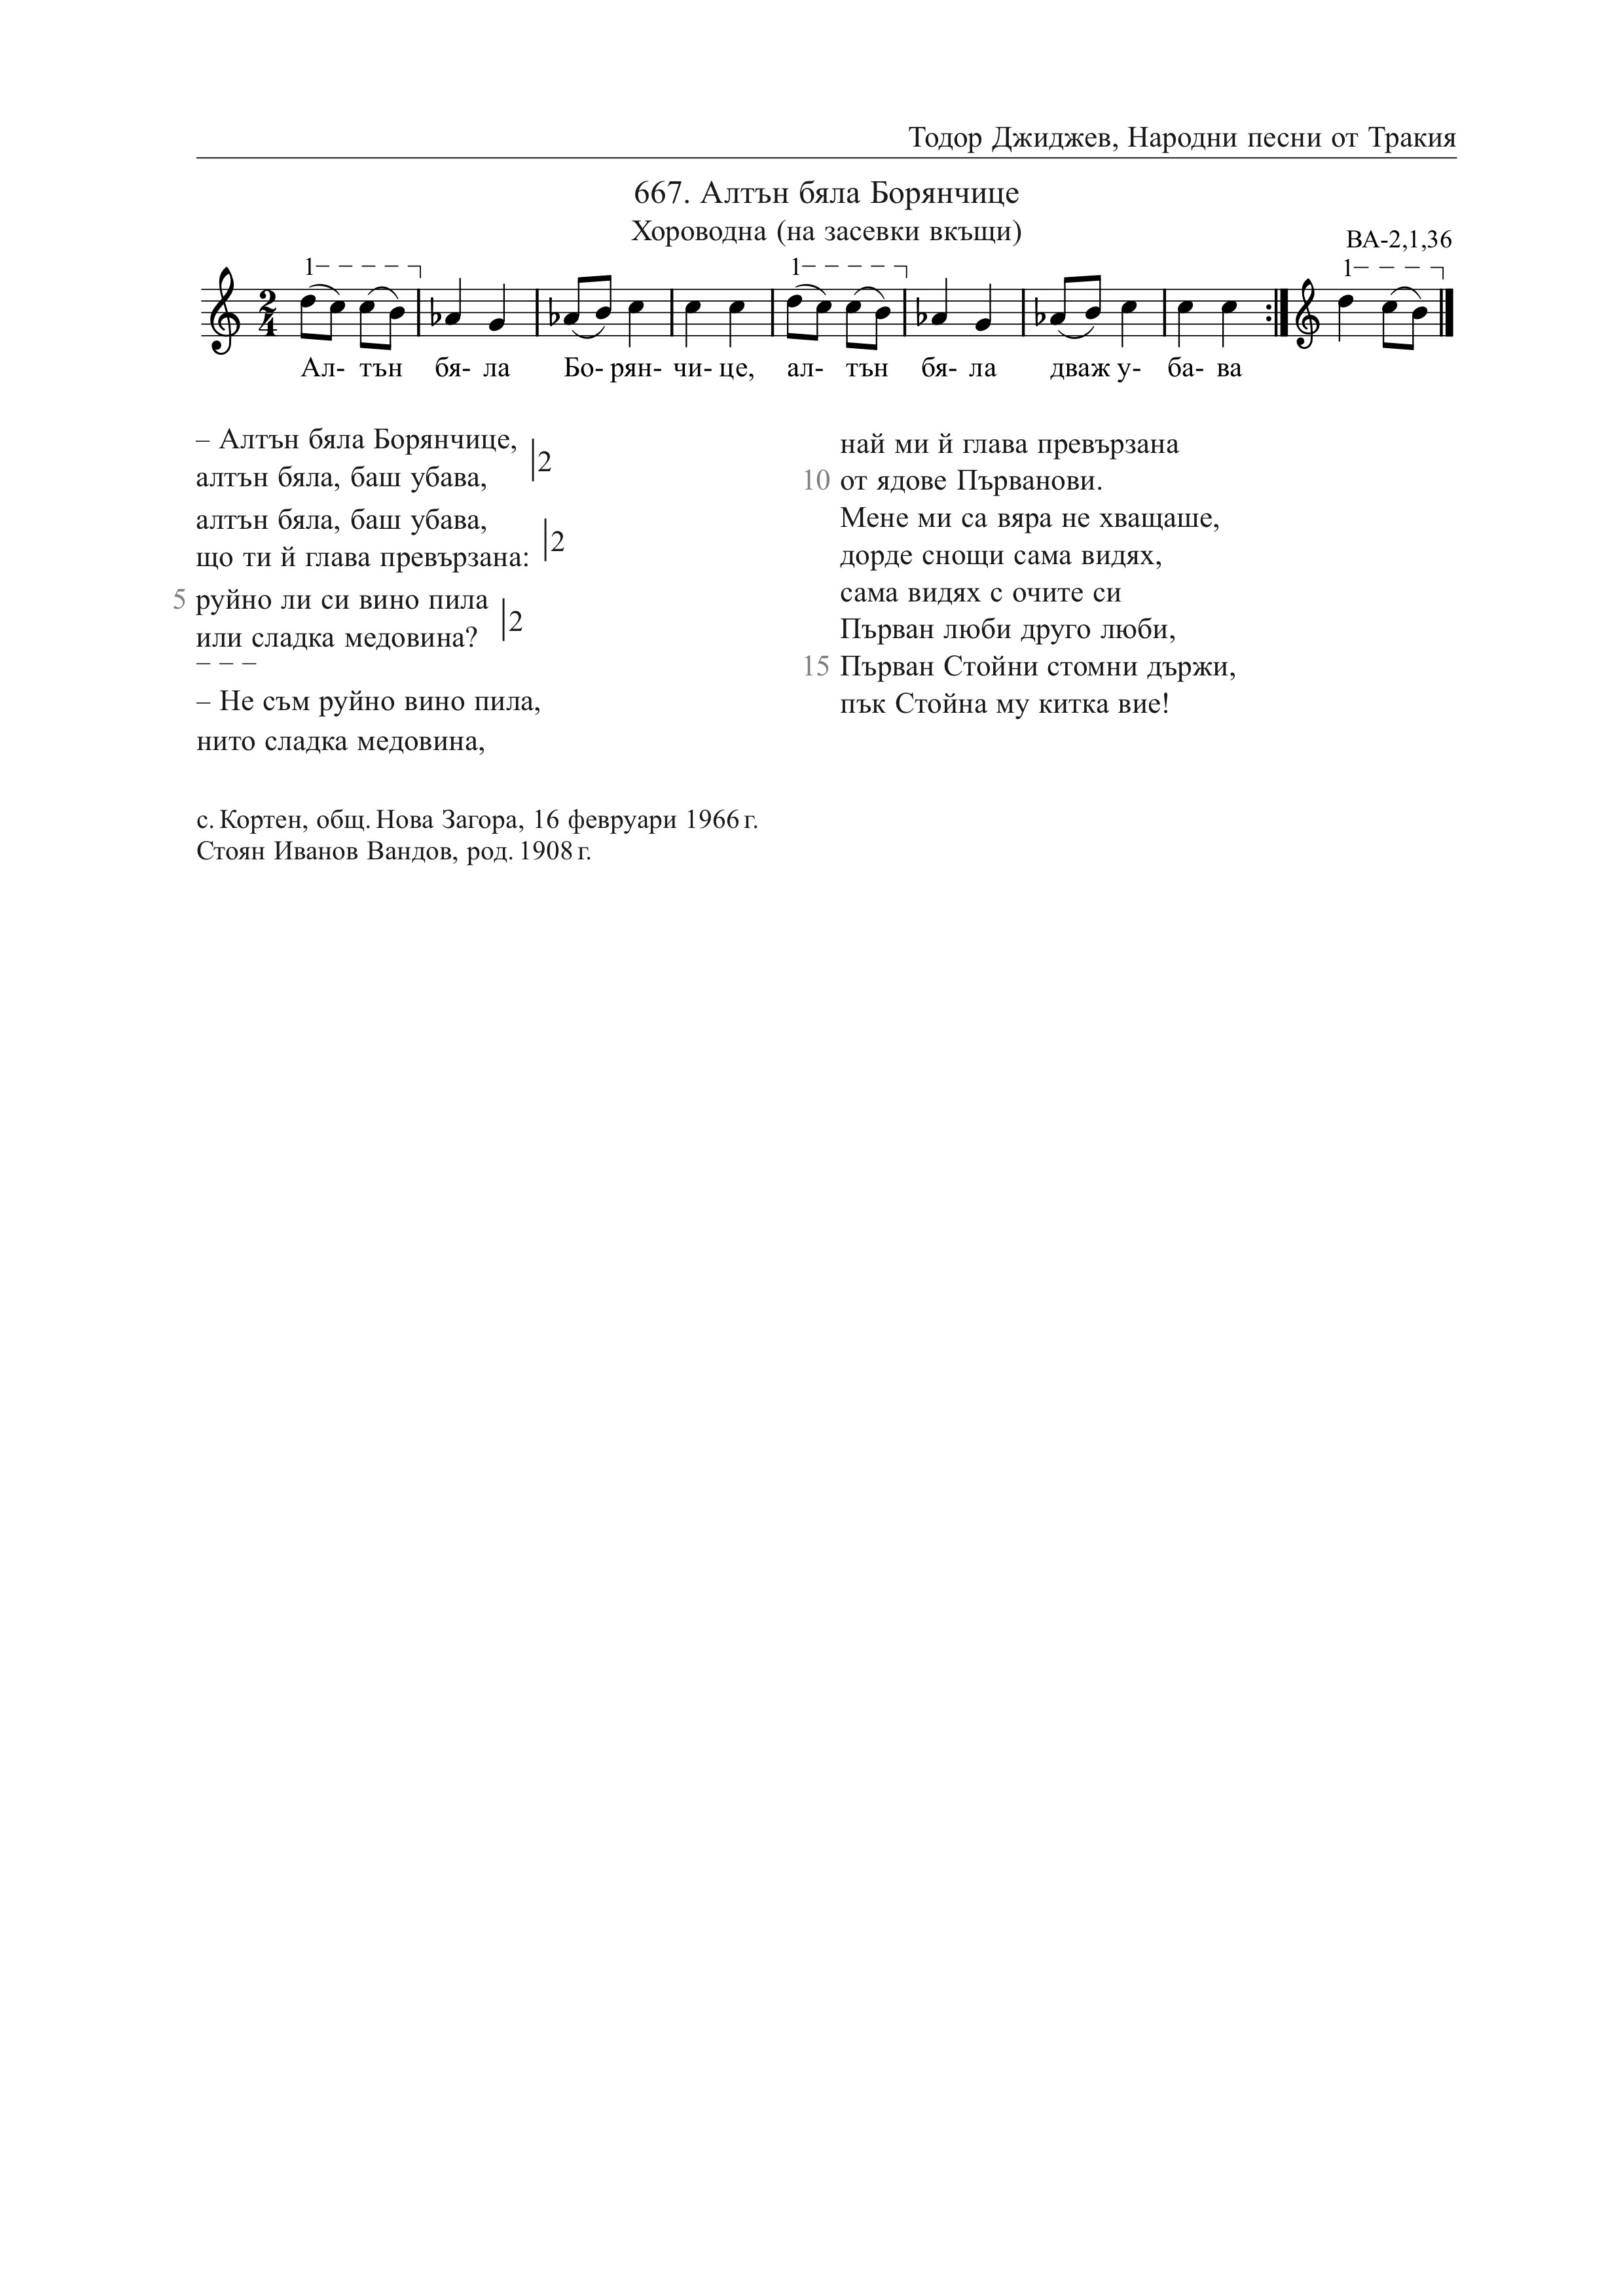 Тодор Джиджев, Народни песни от Тракия
667. Алтън бяла Борянчице
Хороводна (на засевки вкъщи)
ВА-2,1,36
1 1 1
2
4
Ал- тън бя- ла Бо- рян- чи- це, ал- тън бя- ла дваж у- ба- ва
– Алтън бяла Борянчице,
алтън бяла, баш убава,
|2
алтън бяла, баш убава,
що ти й глава превързана:
|2
5 руйно ли си вино пила
или сладка медовина?
|2
– – –
– Не съм руйно вино пила,
нито сладка медовина,
най ми й глава превързана
10 от ядове Първанови.
Мене ми са вяра не хващаше,
дорде снощи сама видях,
сама видях с очите си
Първан люби друго люби,
15 Първан Стойни стомни държи,
пък Стойна му китка вие!
с. Кортен, общ. Нова Загора, 16 февруари 1966 г.
Стоян Иванов Вандов, род. 1908 г.